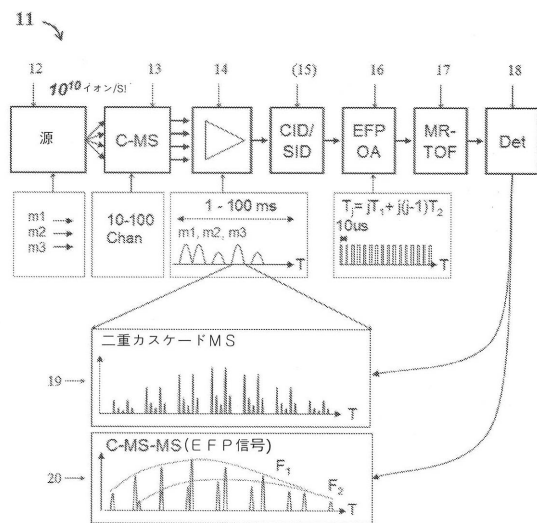 11
12
13
14
(15)
16
17
18
10¹⁰イオン/S!
源
C-MS
CID/
SID
EFP
OA
MR-
TOF
Det
m1
m2
m3
10-100
Chan
1 - 100 ms
m1, m2, m3
T
Tj= jT1 + j(j-1)T2
10us
T
二重カスケードMS
19
T
C-MS-MS(EFP信号)
20
F1
F2
T